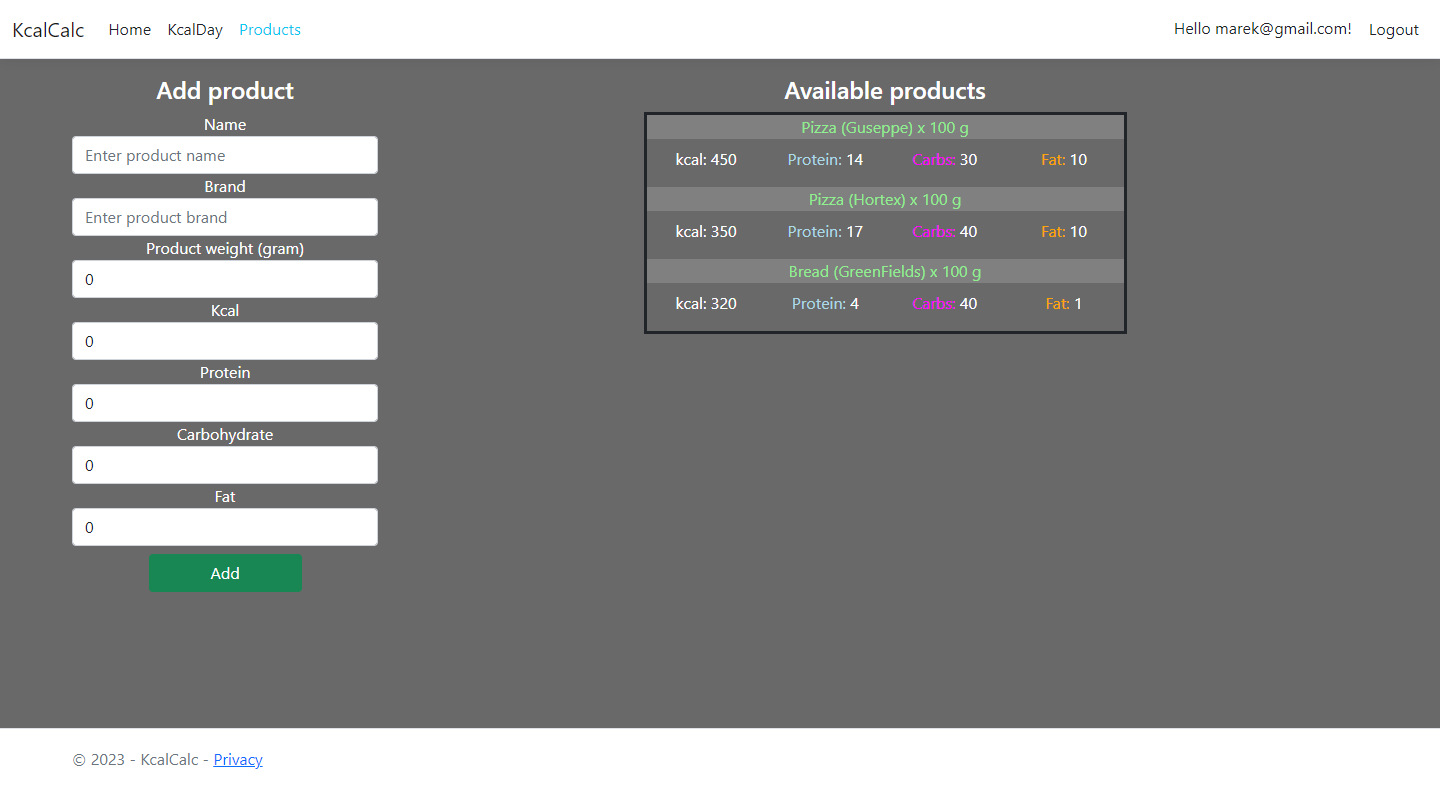 KcalCalc Home KcalDay Products Hello marek@gmail.com! Logout
Add product
Name
Enter product name
Brand
Enter product brand
Product weight (gram)
0
Kcal
0
Protein
0
Carbohydrate
0
Fat
0
Add
Available products
Pizza (Guseppe) x 100 g
kcal: 450 Protein: 14 Carbs: 30 Fat: 10
Pizza (Hortex) x 100 g
kcal: 350 Protein: 17 Carbs: 40 Fat: 10
Bread (GreenFields) x 100 g
kcal: 320 Protein: 4 Carbs: 40 Fat: 1
© 2023 - KcalCalc - Privacy